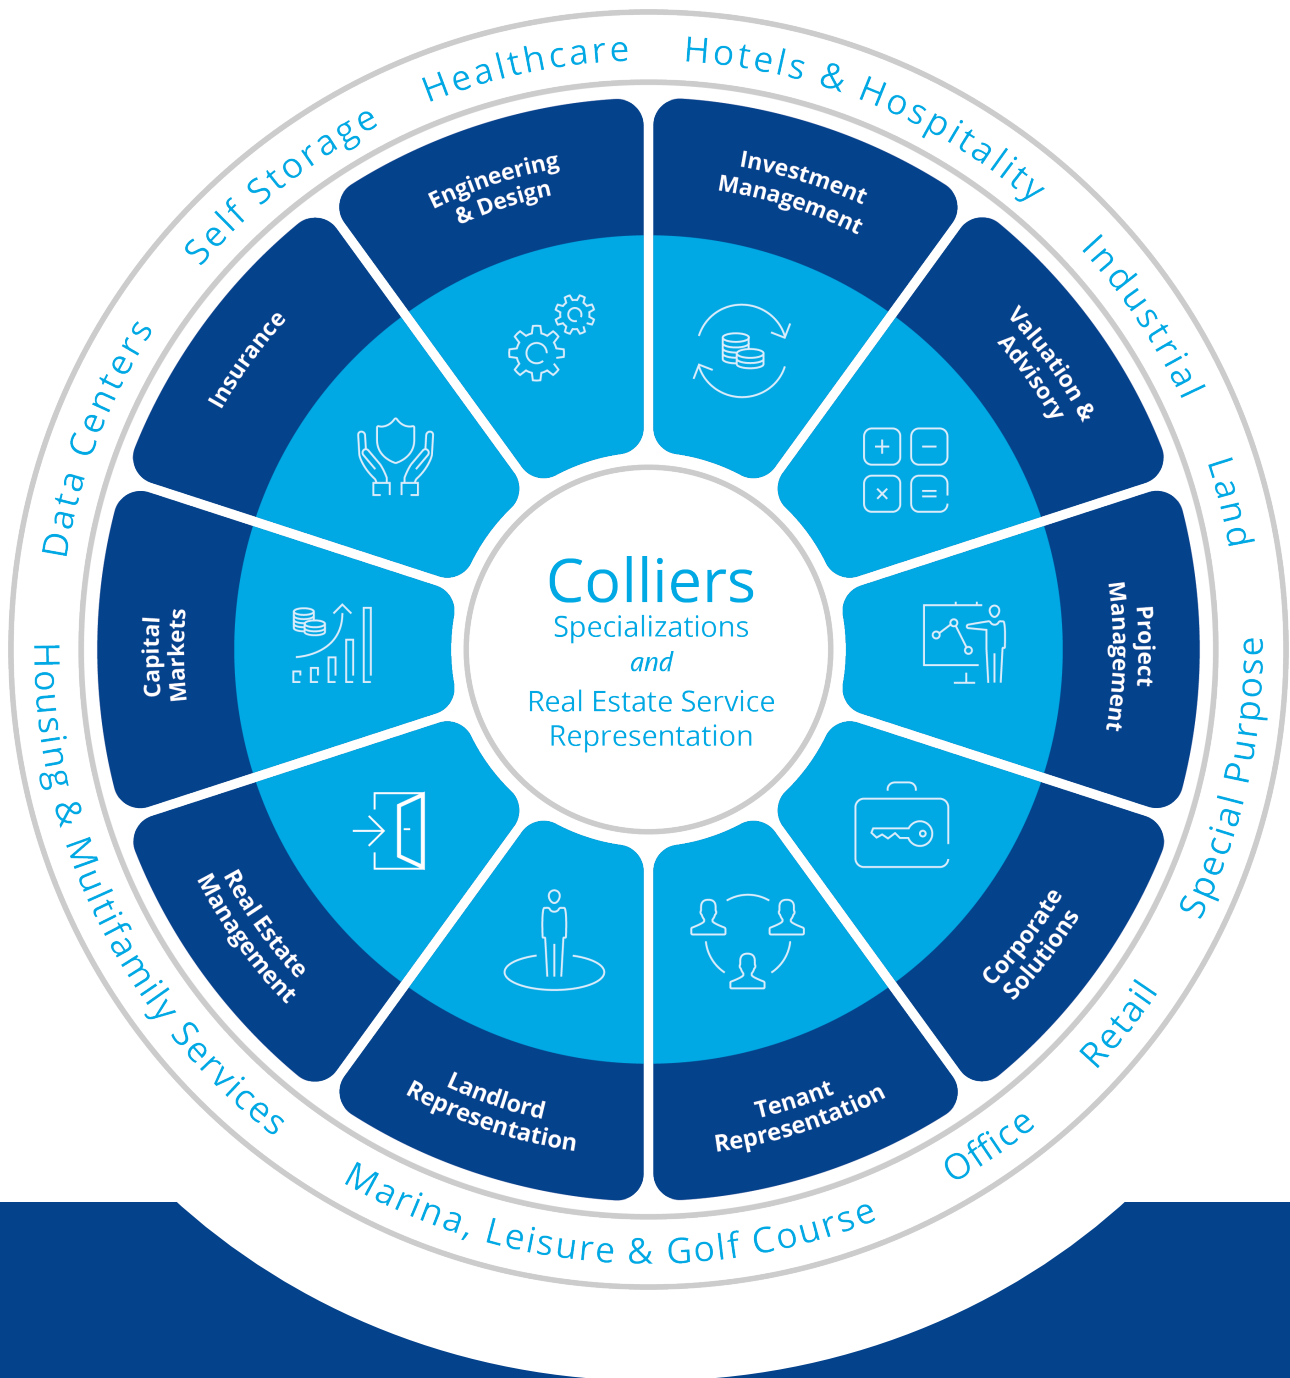 Healthcare
Hotels & Hospitality
Industrial
Land
Special Purpose
Retail
Office
Marina, Leisure & Golf Course
Housing & Multifamily Services
Data Centers
Self Storage
Engineering
& Design
Investment
Management
Valuation &
Advisory
Project
Management
Corporate
Solutions
Tenant
Representation
Landlord
Representation
Real Estate
Management
Capital
Markets
Insurance
Colliers
Specializations
and
Real Estate Service
Representation